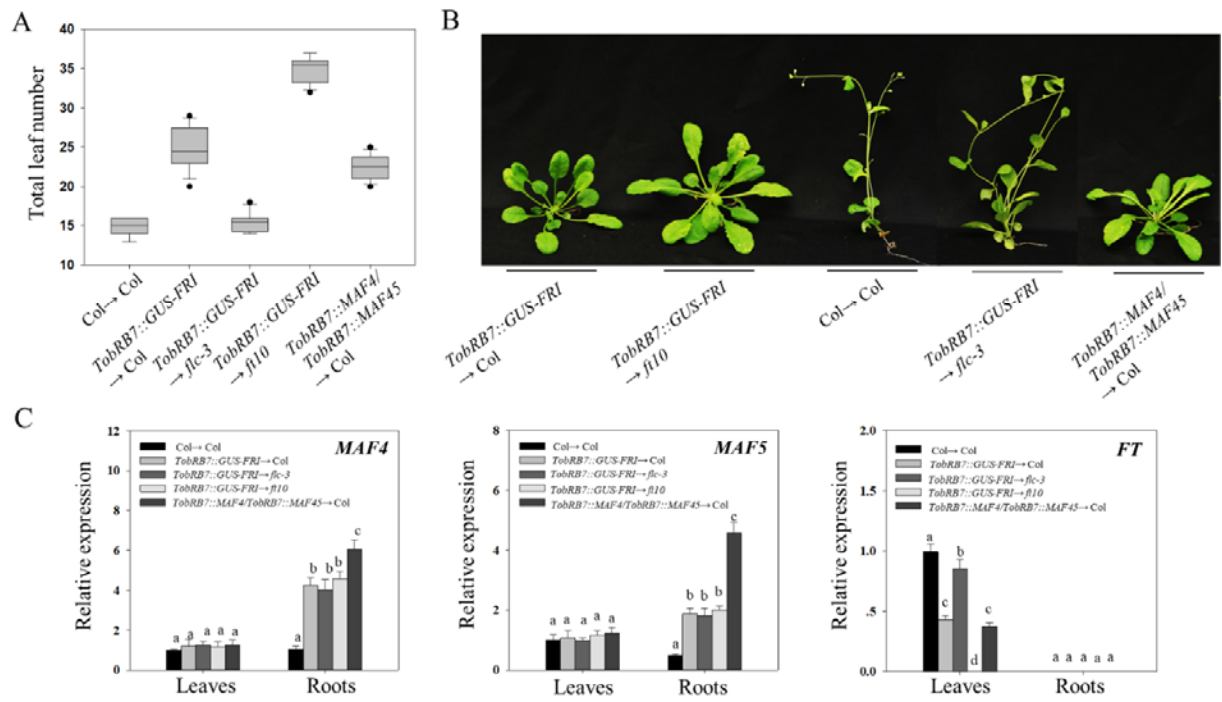 A
B
40
35
30
25
20
15
10
Total leaf number
Col→ Col
TobRB7::GUS-FRI
→ Col
TobRB7::GUS-FRI
→ flc-3
TobRB7::GUS-FRI
→ ft10
TobRB7::MAF4/
TobRB7::MAF45
→ Col
TobRB7::GUS-FRI
→ Col
TobRB7::GUS-FRI
→ ft10
Col→ Col
TobRB7::GUS-FRI
→ flc-3
TobRB7::MAF4/
TobRB7::MAF45
→ Col
C
MAF4
Col→ Col
TobRB7::GUS-FRI→ Col
TobRB7::GUS-FRI→ flc-3
TobRB7::GUS-FRI→ ft10
TobRB7::MAF4/TobRB7::MAF45→ Col
12
10
8
6
4
2
0
Relative expression
a a a a a
a b b b c
Leaves Roots
MAF5
Col→ Col
TobRB7::GUS-FRI→ Col
TobRB7::GUS-FRI→ flc-3
TobRB7::GUS-FRI→ ft10
TobRB7::MAF4/TobRB7::MAF45→ Col
8
6
4
2
0
Relative expression
a a a a a
a b b b c
Leaves Roots
FT
Col→ Col
TobRB7::GUS-FRI→ Col
TobRB7::GUS-FRI→ flc-3
TobRB7::GUS-FRI→ ft10
TobRB7::MAF4/TobRB7::MAF45→ Col
2.0
1.5
1.0
.5
0.0
Relative expression
a c b d c
a a a a a
Leaves Roots